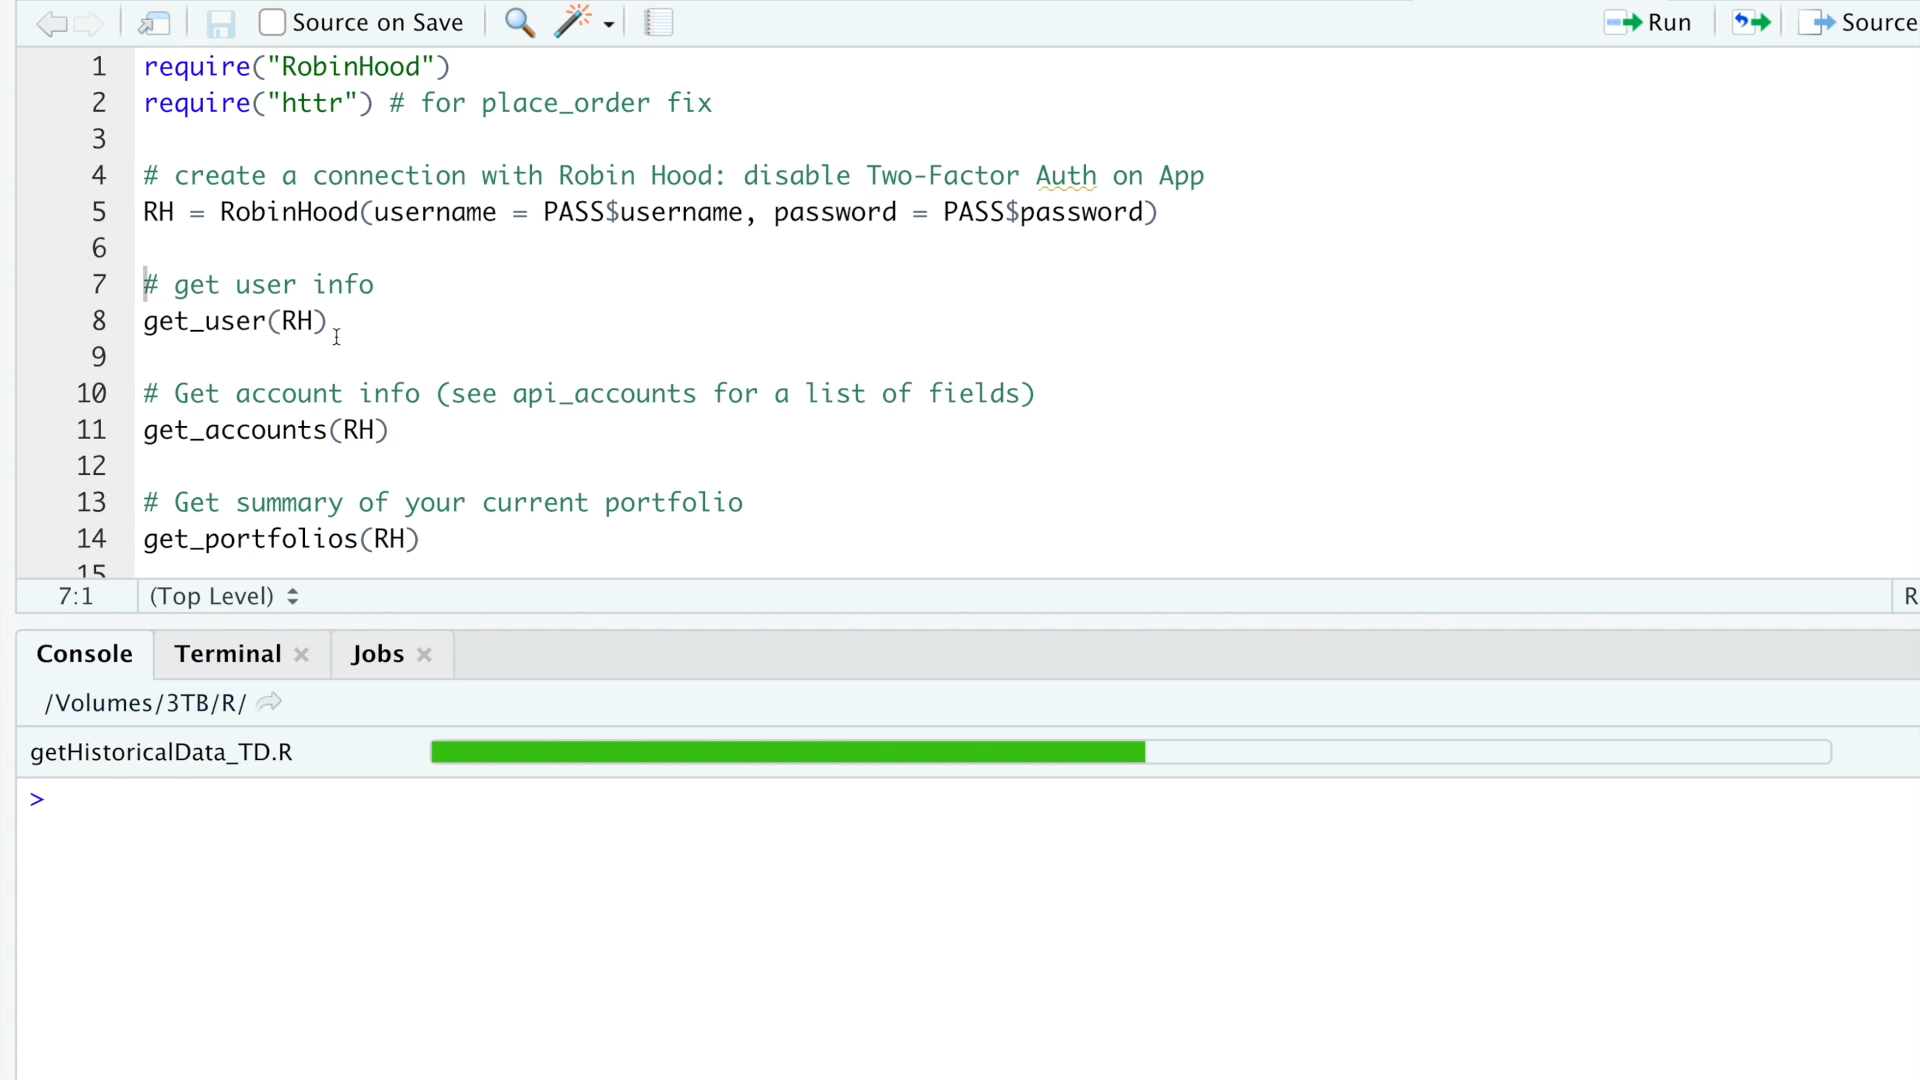 Source on Save Run Source
1 require("RobinHood")
2 require("httr") # for place_order fix
3
4 # create a connection with Robin Hood: disable Two-Factor Auth on App
5 RH = RobinHood(username = PASS$username, password = PASS$password)
6
7 # get user info
8 get_user(RH)
9
10 # Get account info (see api_accounts for a list of fields)
11 get_accounts(RH)
12
13 # Get summary of your current portfolio
14 get_portfolios(RH)
15
7:1 (Top Level) R
Console Terminal Jobs
/Volumes/3TB/R/
getHistoricalData_TD.R
>